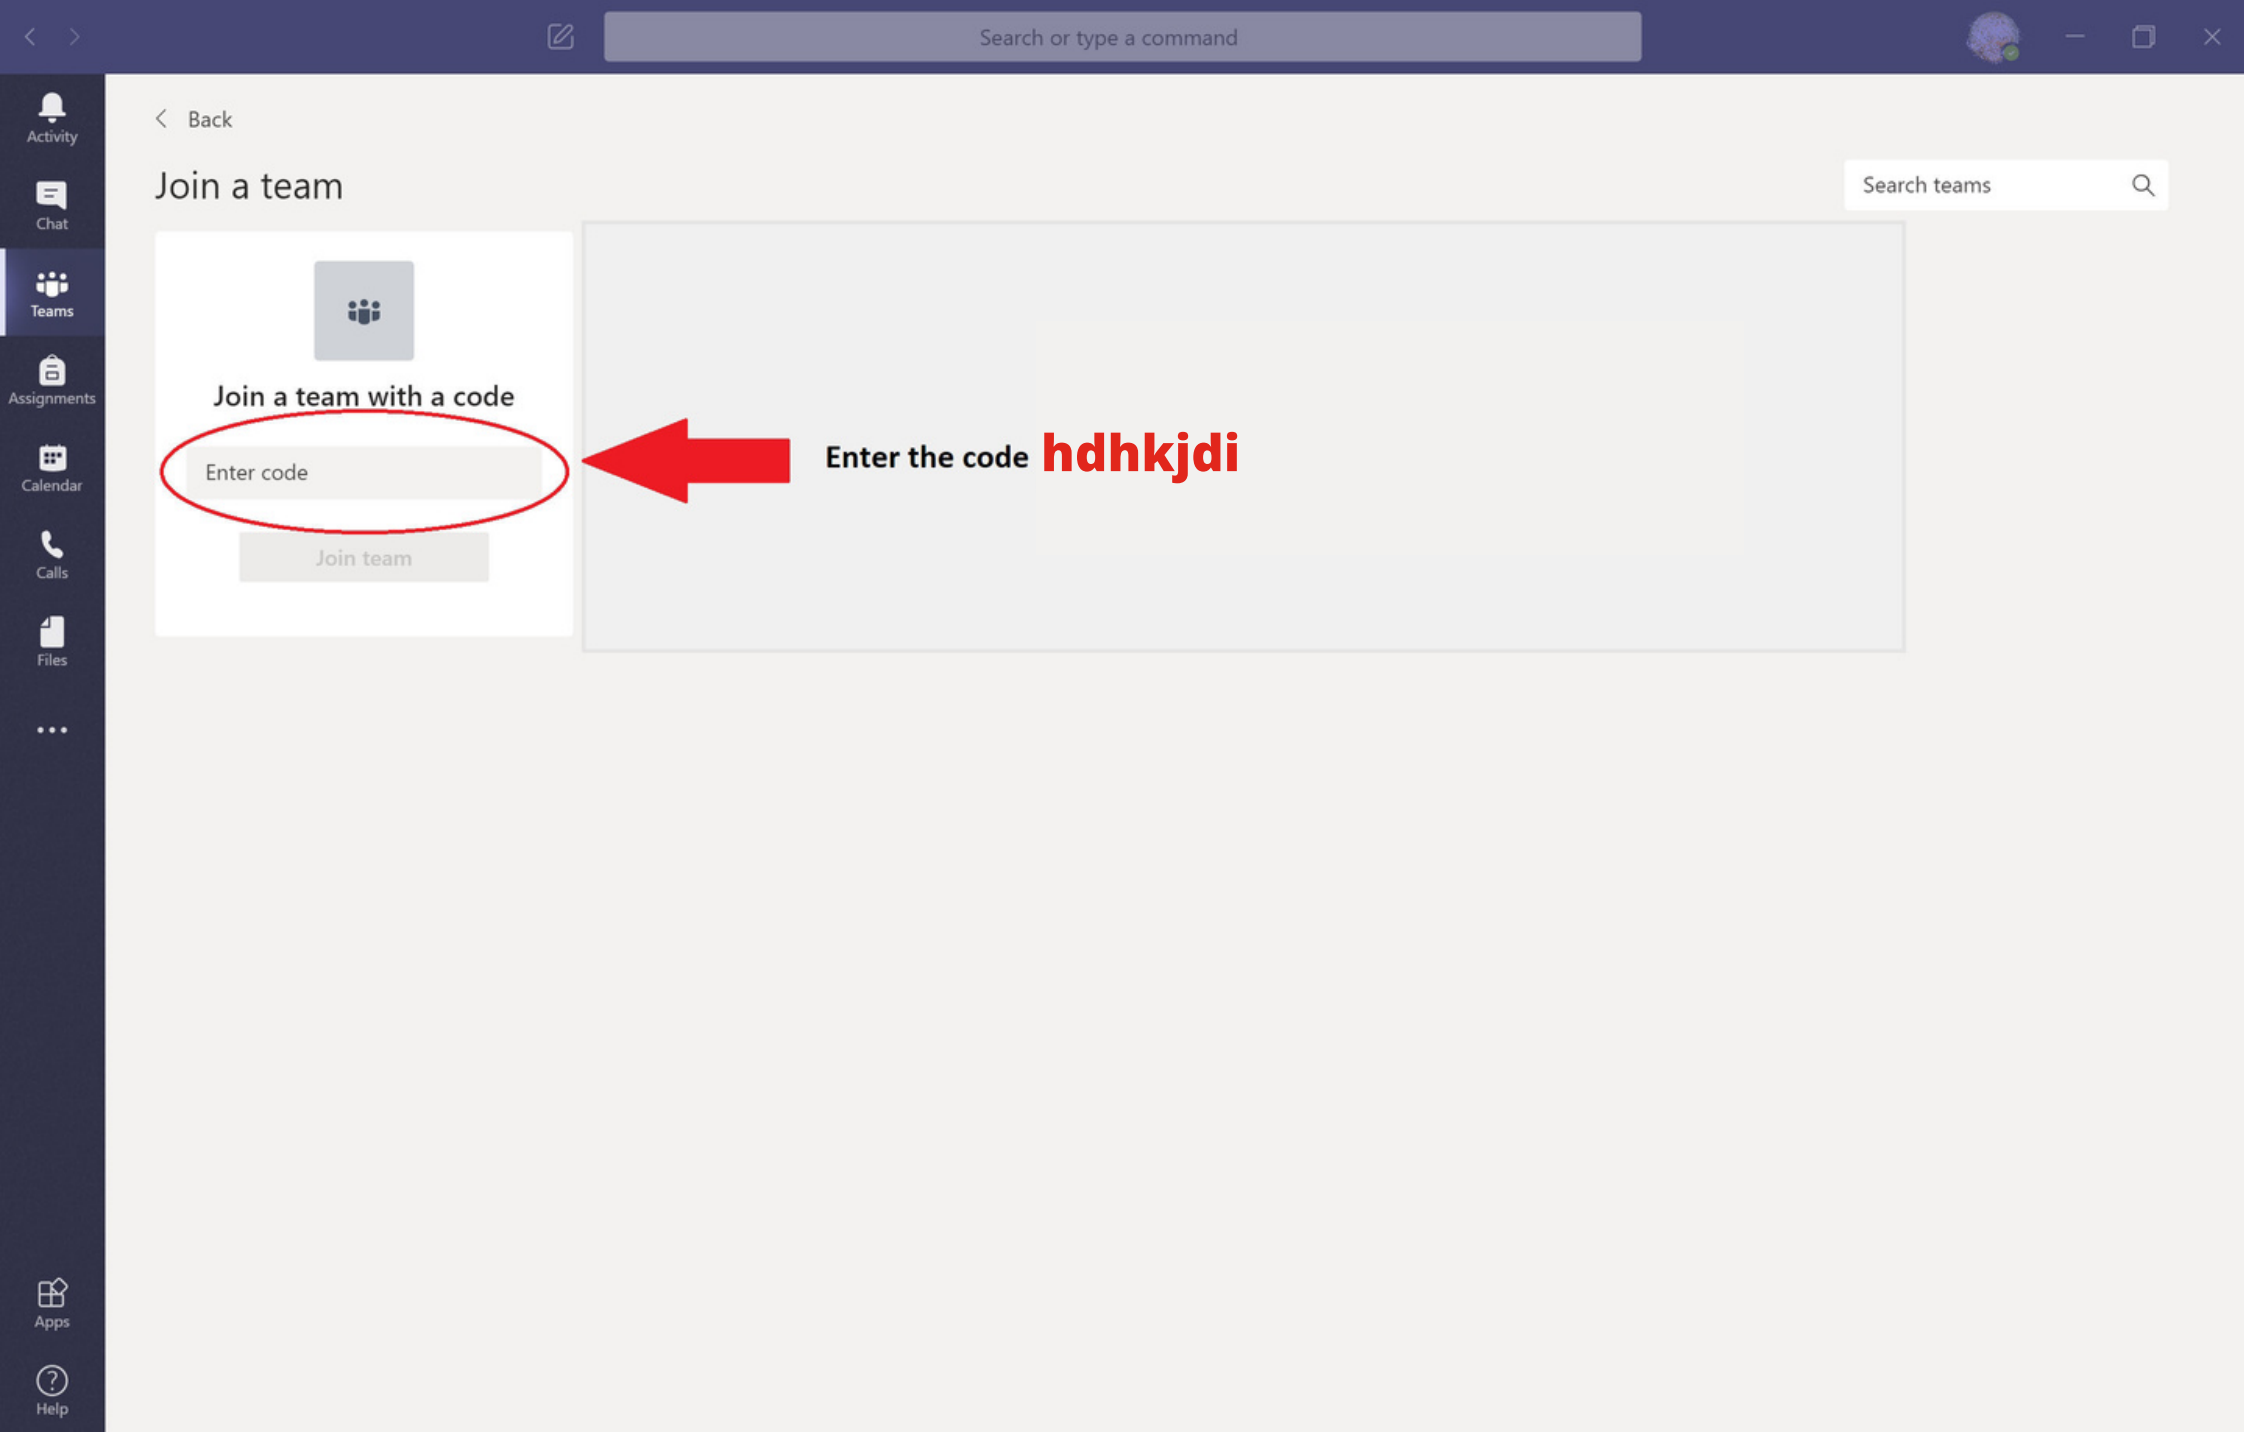 Search or type a command
Activity
Chat
Teams
Assignments
Calendar
Calls
Files
Apps
Help
Back
Join a team
Search teams
Join a team with a code
Enter code
Join team
Enter the code hdhkjdi